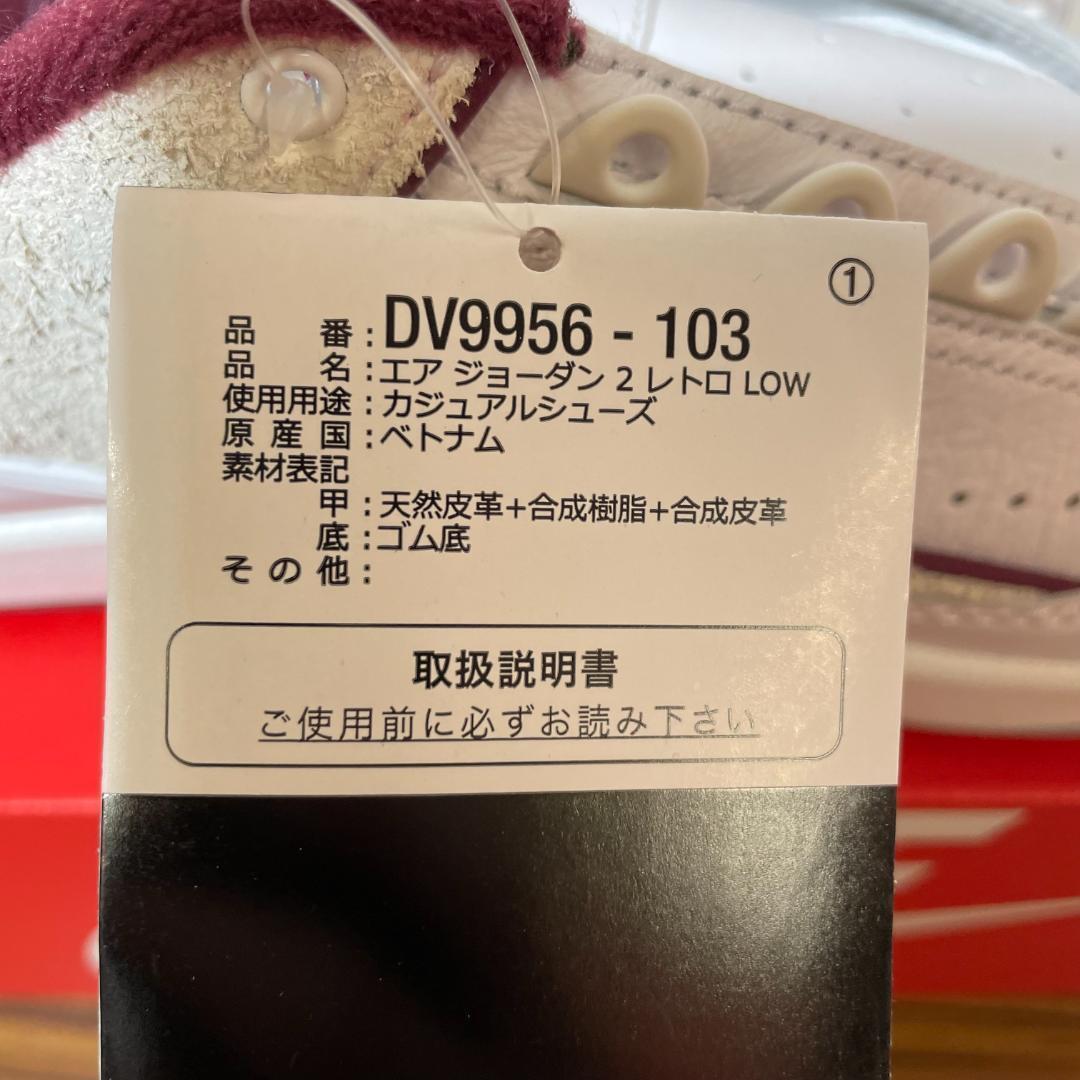 ①
品番：DV9956 - 103
品名：エア ジョーダン 2 レトロ LOW
使用用途：カジュアルシューズ
原産国：ベトナム
素材表記
甲：天然皮革+合成樹脂+合成皮革
底：ゴム底
その他：
取扱説明書
ご使用前に必ずお読み下さい